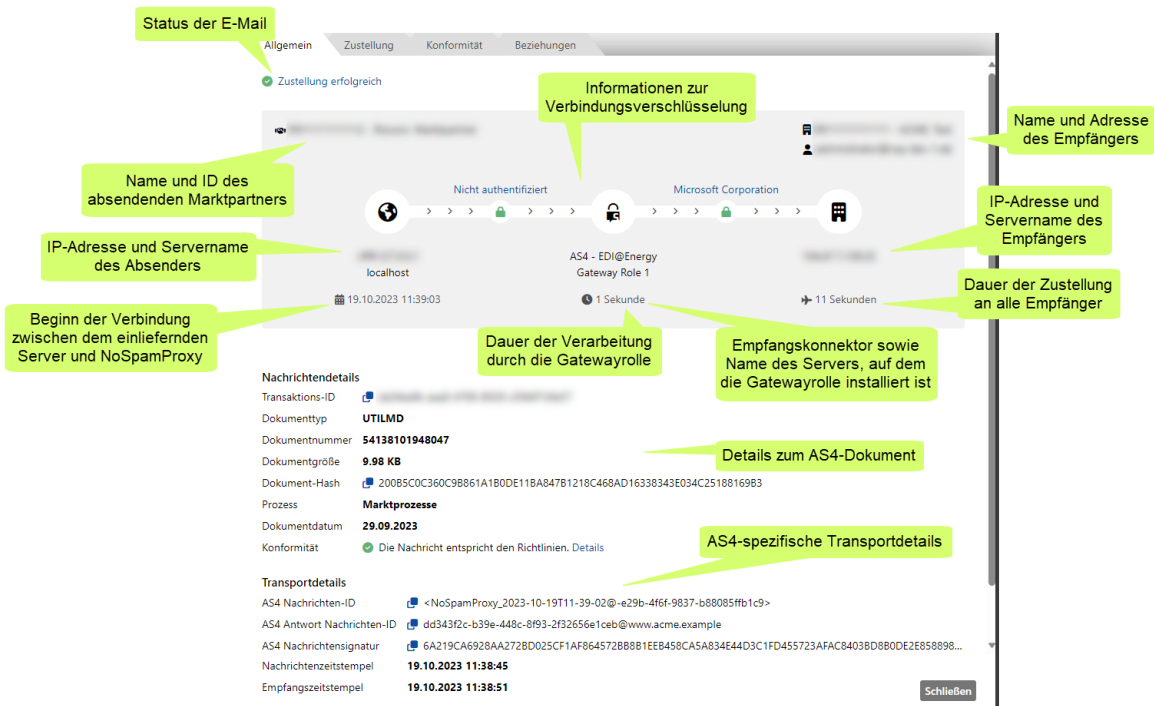 Status der E-Mail
Allgemein Zustellung Konformität Beziehungen
Zustellung erfolgreich
Informationen zur
Verbindungsverschlüsselung
Name und Adresse
des Empfängers
Name und ID des
absendenden Marktpartners
Nicht authentifiziert
Microsoft Corporation
IP-Adresse und
Servername des
Empfängers
IP-Adresse und Servername
des Absenders
localhost
AS4 - EDI@Energy
Gateway Role 1
19.10.2023 11:39:03
1 Sekunde
11 Sekunden
Dauer der Zustellung
an alle Empfänger
Beginn der Verbindung
zwischen dem einliefernden
Server und NoSpamProxy
Dauer der Verarbeitung
durch die Gatewayrolle
Empfangskonnektor sowie
Name des Servers, auf dem
die Gatewayrolle installiert ist
Nachrichtendetails
Transaktions-ID
Dokumenttyp UTILMD
Dokumentnummer 54138101948047
Dokumentgröße 9.98 KB
Details zum AS4-Dokument
Dokument-Hash 200B5C0C360C9B861A1B0DE11BA847B1218C468AD16338343E034C25188169B3
Prozess Marktprozesse
Dokumentdatum 29.09.2023
Konformität Die Nachricht entspricht den Richtlinien. Details
AS4-spezifische Transportdetails
Transportdetails
AS4 Nachrichten-ID <NoSpamProxy_2023-10-19T11-39-02@-e29b-4f6f-9837-b88085ffb1c9>
AS4 Antwort Nachrichten-ID dd343f2c-b39e-448c-8f93-2f32656e1ceb@www.acme.example
AS4 Nachrichtensignatur 6A219CA6928AA272BD025CF1AF864572BB8B1EEB458CA5A834E44D3C1FD455723AFAC8403BD8B0DE2E858898...
Nachrichtenzeitstempel 19.10.2023 11:38:45
Empfangszeitstempel 19.10.2023 11:38:51
Schließen